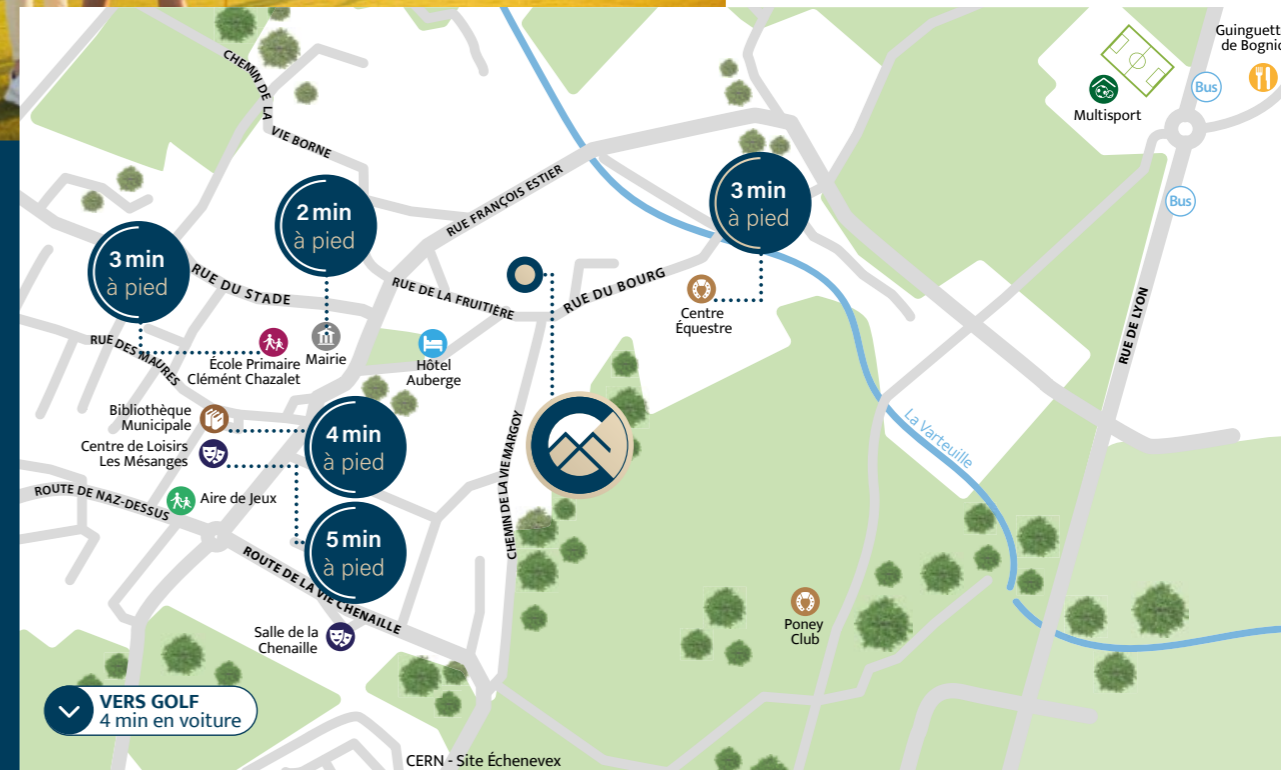 Guinguett
de Bogni
Bus
Multisport
CHEMIN DE LA
VIE BORNE
RUE FRANÇOIS ESTIER
3 min
à pied
2 min
à pied
Bus
3 min
à pied
RUE DU STADE
RUE DE LA FRUITIÈRE
RUE DU BOURG
Centre
Équestre
RUE DE LYON
RUE DES MAURES
École Primaire
Clémént Chazalet
Mairie
Hôtel
Auberge
Bibliothèque
Municipale
Centre de Loisirs
Les Mésanges
4 min
à pied
CHEMIN DE LA VIE MARGOY
La Varteuille
ROUTE DE NAZ-DESSUS
Aire de Jeux
5 min
à pied
ROUTE DE LA VIE CHENAILLE
Salle de la
Chenaille
Poney
Club
VERS GOLF
4 min en voiture
CERN - Site Échenevex